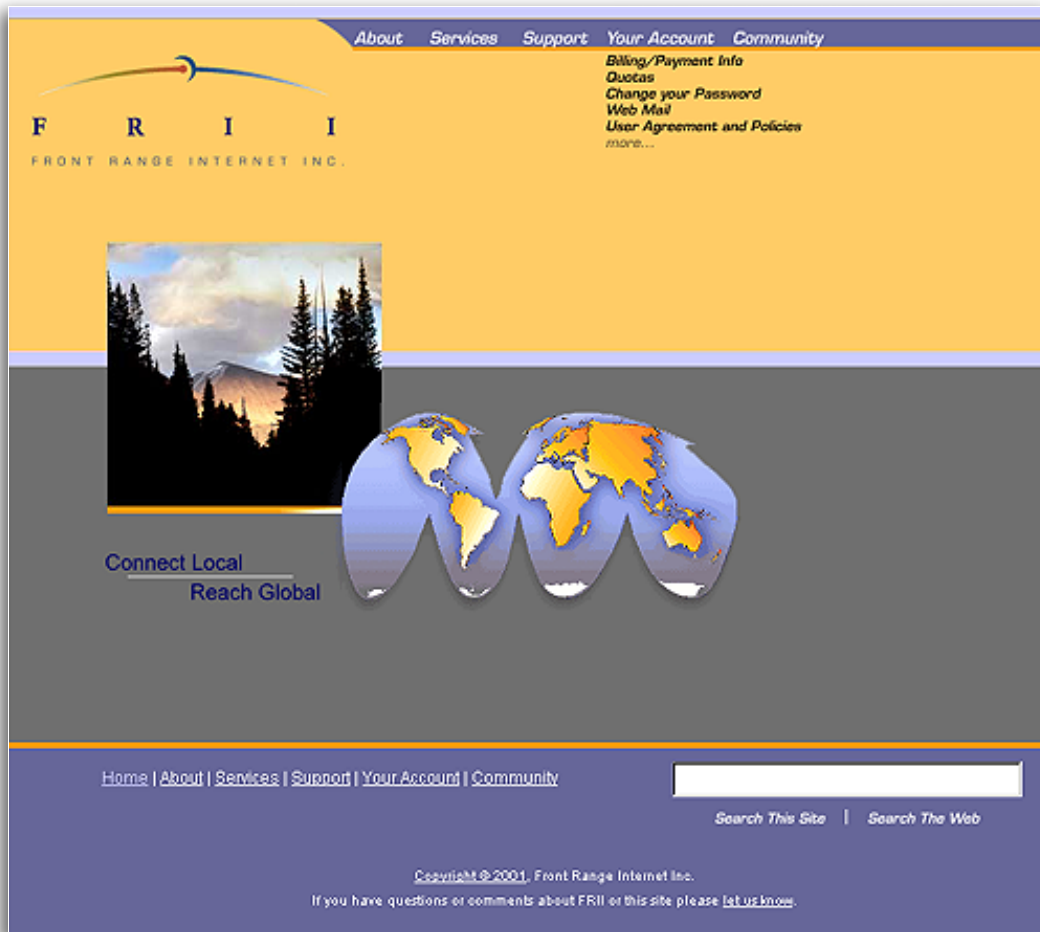 About Services Support Your Account Community
Billing/Payment Info
Quotas
Change your Password
Web Mail
User Agreement and Policies
more...
F R I I
FRONT RANGE INTERNET INC.
Connect Local
Reach Global
Home | About | Services | Support | Your Account | Community
Search This Site | Search The Web
Copyright © 2001, Front Range Internet Inc.
If you have questions or comments about FRII or this site please let us know.